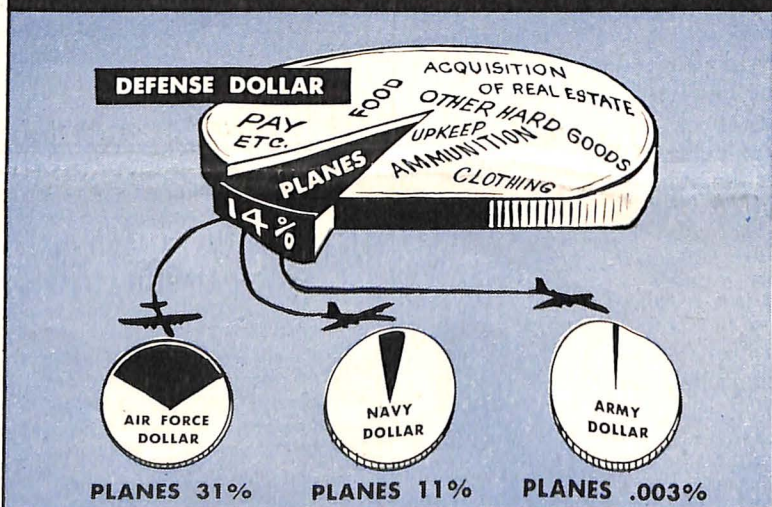 DEFENSE DOLLAR
PAY
ETC.
FOOD
ACQUISITION
OF REAL ESTATE
OTHER HARD GOODS
UPKEEP
AMMUNITION
CLOTHING
PLANES
14%
AIR FORCE
DOLLAR
PLANES 31%
NAVY
DOLLAR
PLANES 11%
ARMY
DOLLAR
PLANES .003%